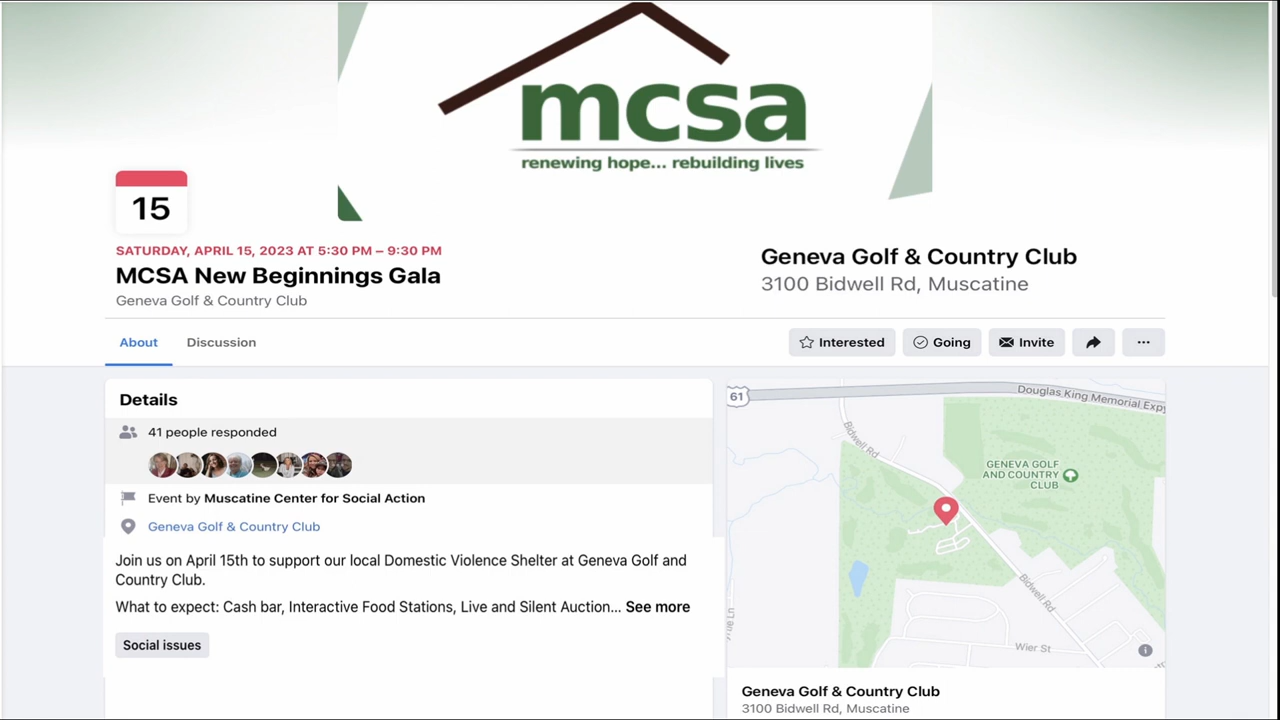 mcsa
renewing hope... rebuilding lives
15
SATURDAY, APRIL 15, 2023 AT 5:30 PM – 9:30 PM
MCSA New Beginnings Gala
Geneva Golf & Country Club
Geneva Golf & Country Club
3100 Bidwell Rd, Muscatine
About
Discussion
Interested
Going
Invite
...
Details
41 people responded
Event by Muscatine Center for Social Action
Geneva Golf & Country Club
Join us on April 15th to support our local Domestic Violence Shelter at Geneva Golf and
Country Club.
What to expect: Cash bar, Interactive Food Stations, Live and Silent Auction... See more
Social issues
61
Douglas King Memorial Expy
Bidwell Rd
GENEVA GOLF
AND COUNTRY
CLUB
Bidwell Rd
Wier St
i
Geneva Golf & Country Club
3100 Bidwell Rd, Muscatine